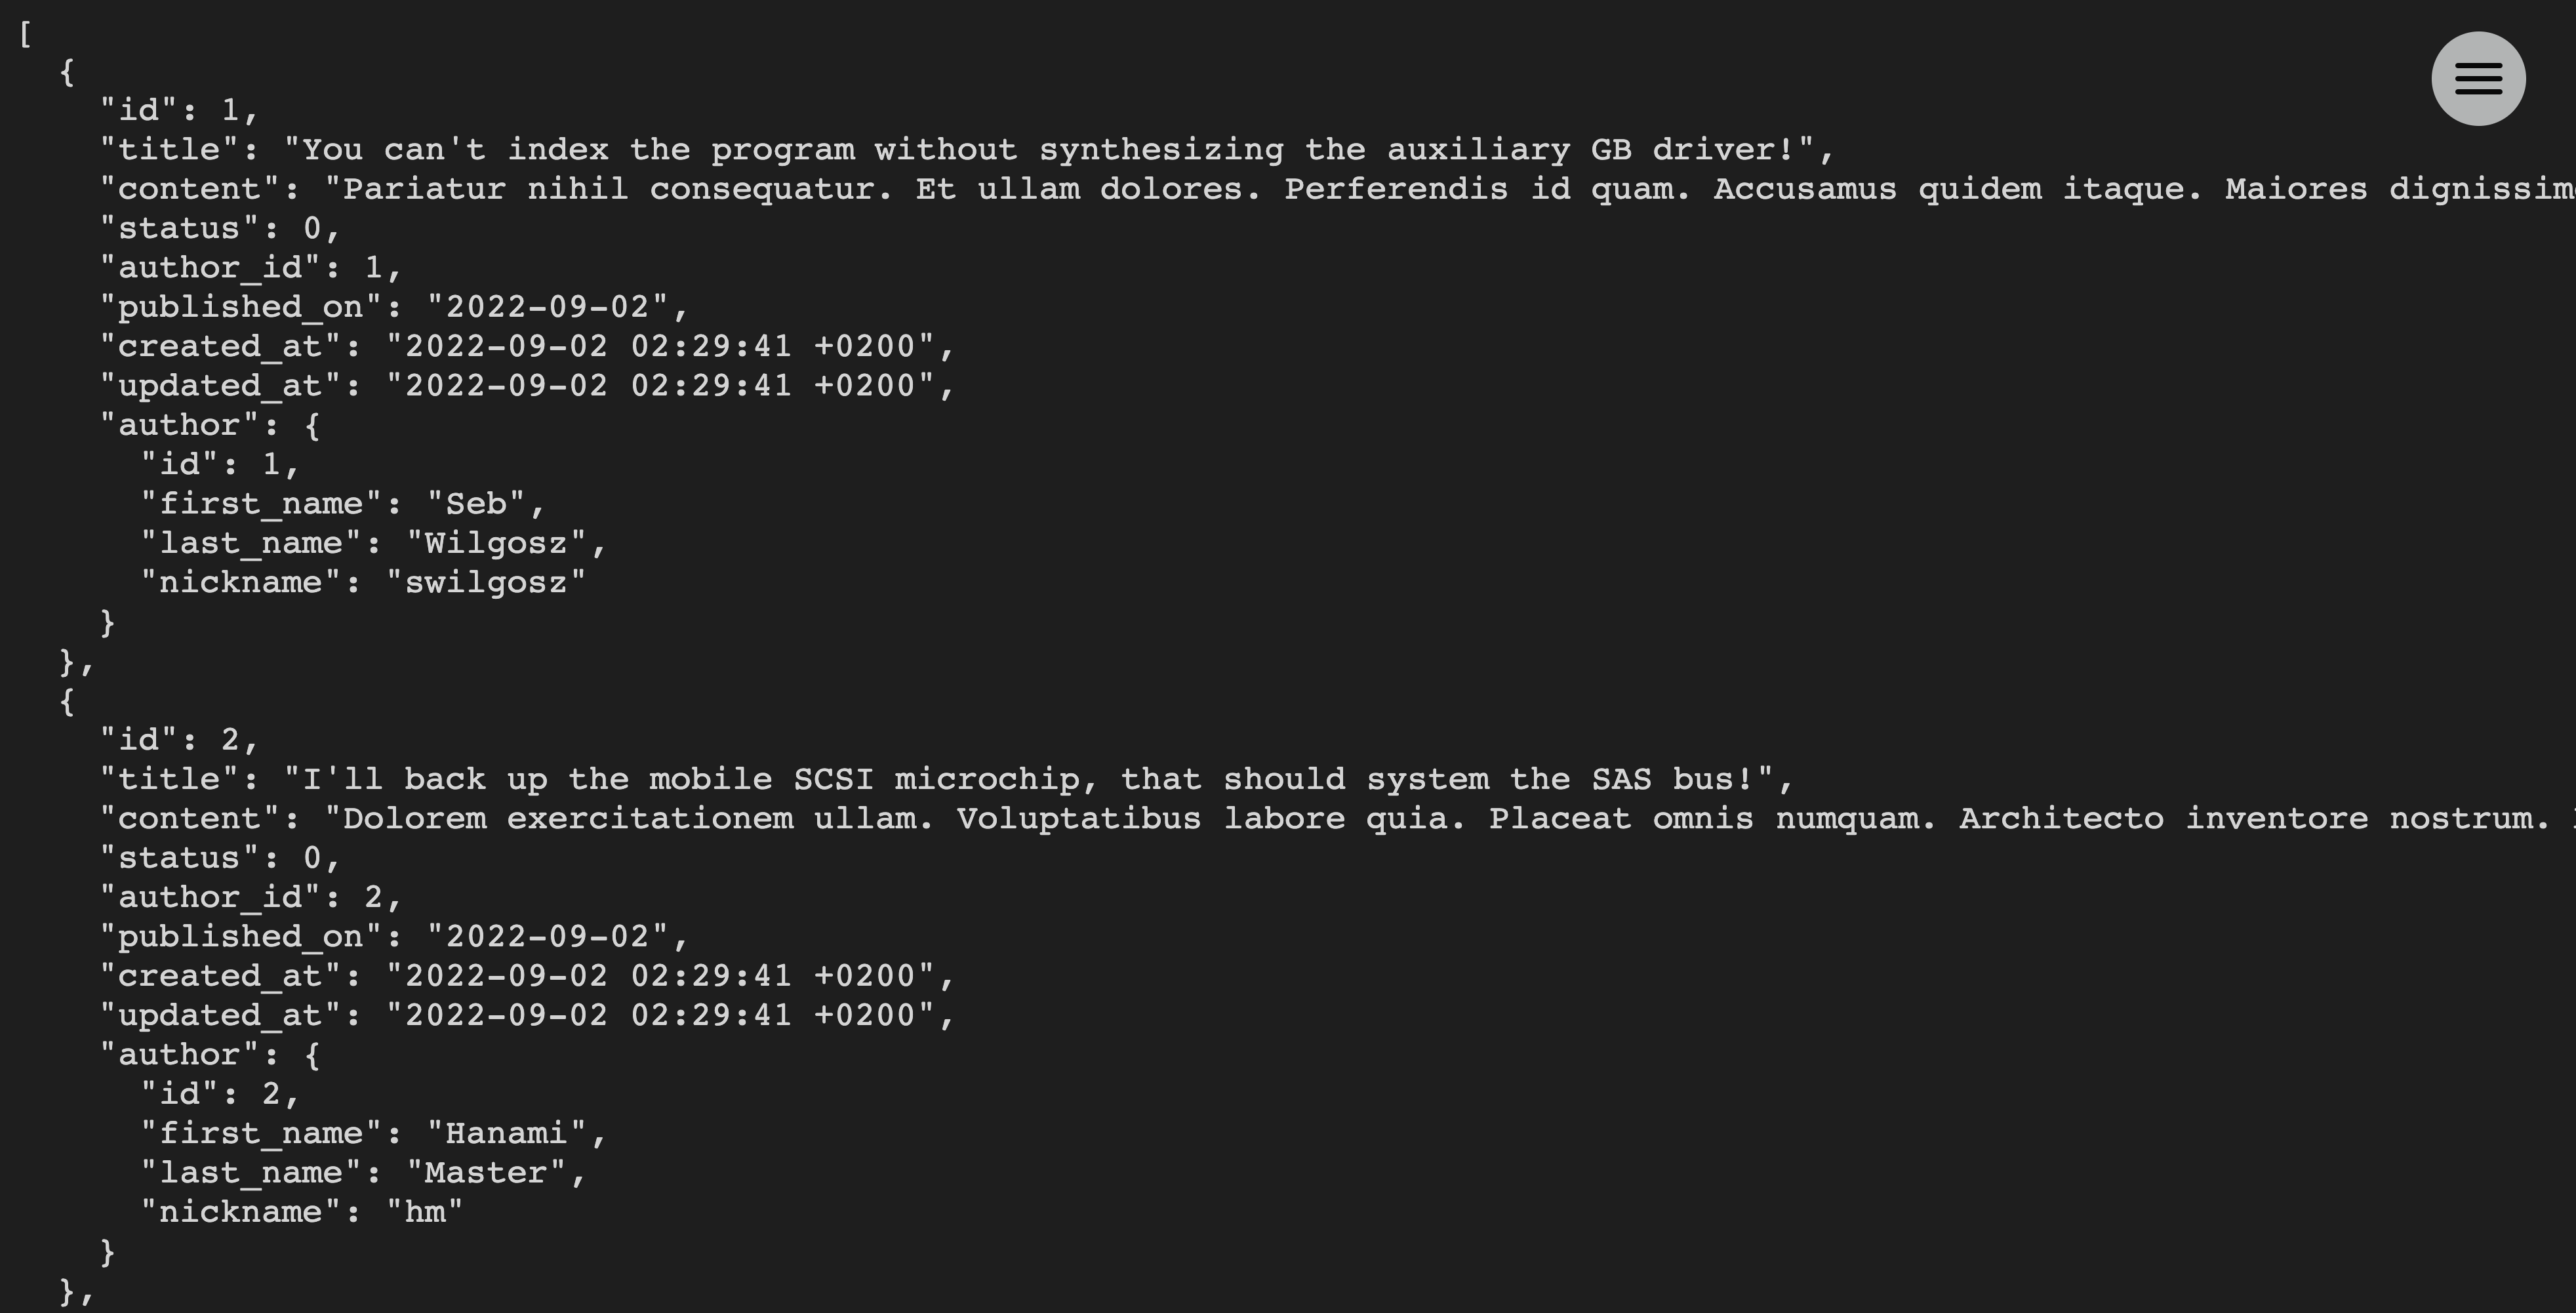 [
  {
    "id": 1,
    "title": "You can't index the program without synthesizing the auxiliary GB driver!",
    "content": "Pariatur nihil consequatur. Et ullam dolores. Perferendis id quam. Accusamus quidem itaque. Maiores
    "status": 0,
    "author_id": 1,
    "published_on": "2022-09-02",
    "created_at": "2022-09-02 02:29:41 +0200",
    "updated_at": "2022-09-02 02:29:41 +0200",
    "author": {
      "id": 1,
      "first_name": "Seb",
      "last_name": "Wilgosz",
      "nickname": "swilgosz"
    }
  },
  {
    "id": 2,
    "title": "I'll back up the mobile SCSI microchip, that should system the SAS bus!",
    "content": "Dolorem exercitationem ullam. Voluptatibus labore quia. Placeat omnis numquam. Architecto inventore nostrum.
    "status": 0,
    "author_id": 2,
    "published_on": "2022-09-02",
    "created_at": "2022-09-02 02:29:41 +0200",
    "updated_at": "2022-09-02 02:29:41 +0200",
    "author": {
      "id": 2,
      "first_name": "Hanami",
      "last_name": "Master",
      "nickname": "hm"
    }
  },